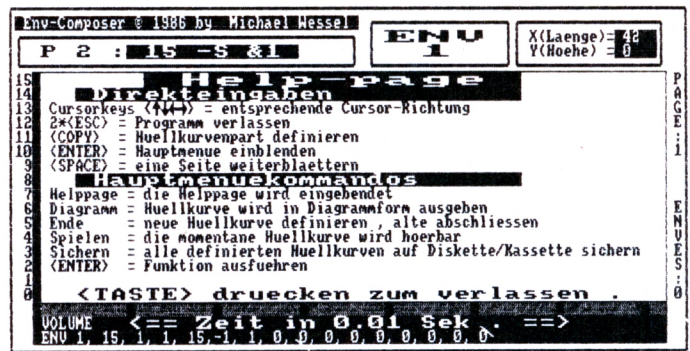 Env-Composer © 1986 by Michael Wessel
P 2 : 15 -S &1
ENV
1
X(Laenge)= 42
Y(Hoehe) = 0
Help-page
Direkteingaben
Cursorkeys <↑↓←→> = entsprechende Cursor-Richtung
2*<ESC> = Programm verlassen
<COPY> = Huellkurvenpart definieren
<ENTER> = Hauptmenue einblenden
<SPACE> = eine Seite weiterblaettern
Hauptmenuekommandos
Helppage = die Helppage wird eingebendet
Diagramm = Huellkurve wird in Diagrammform ausgeben
Ende = neue Huellkurve definieren , alte abschliessen
Spielen = die momentane Huellkurve wird hoerbar
Sichern = alle definierten Huellkurven auf Diskette/Kassette sichern
<ENTER> = Funktion ausfuehren
<TASTE> druecken zum verlassen .
15
14
13
12
11
10
9
8
7
6
5
4
3
2
1
0
PAGE:1
ENVES:0
VOLUME <== Zeit in 0.01 Sek . ==>
ENV 1, 15, 1, 1, 15,-1, 1, 0, 0, 0, 0, 0, 0, 0, 0, 0